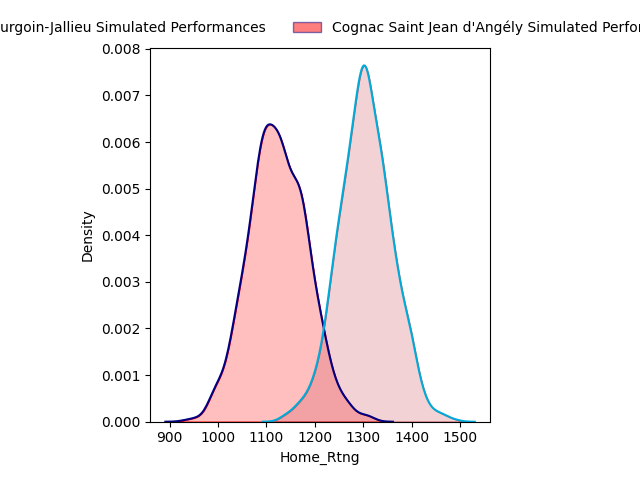 urgoin-Jallieu Simulated Performances
Cognac Saint Jean d'Angély Simulated Perfor
0.008
0.007
0.006
0.005
0.004
0.003
0.002
0.001
0.000
Density
900 1000 1100 1200 1300 1400 1500
Home_Rtng